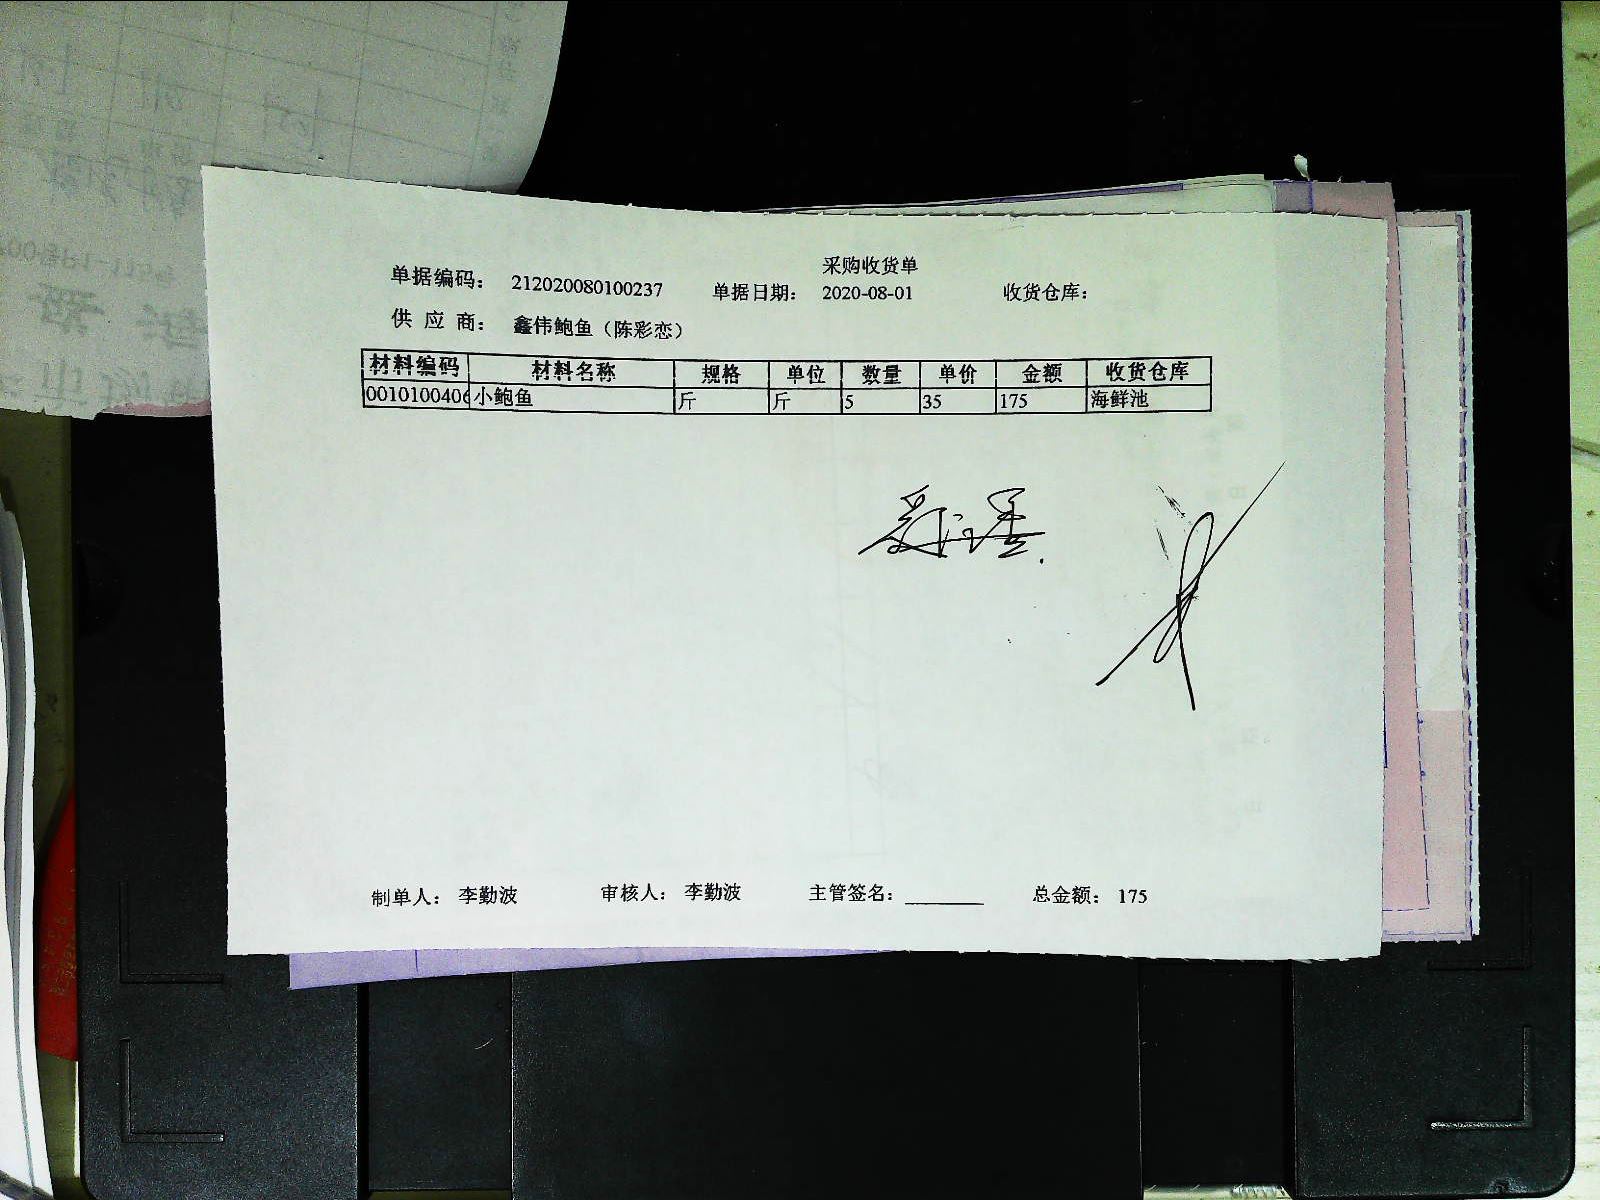 采购收货单
单据编码： 212020080100237 单据日期： 2020-08-01 收货仓库：
供 应 商： 鑫伟鲍鱼（陈彩恋）
材料编码 材料名称 规格 单位 数量 单价 金额 收货仓库
0010100406 小鲍鱼 斤 斤 5 35 175 海鲜池
制单人： 李勤波 审核人： 李勤波 主管签名： 总金额： 175